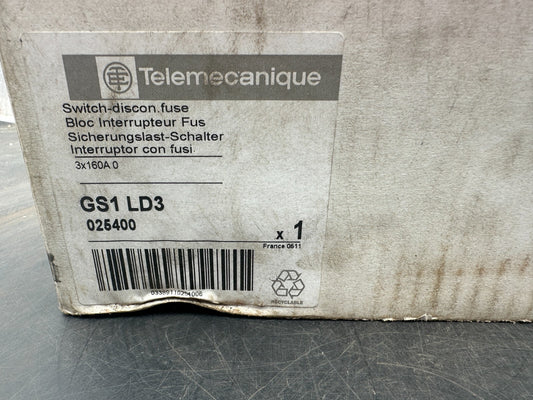 Telemecanique
Switch-discon.fuse
Bloc Interrupteur Fus
Sicherungslast-Schalter
Interruptor con fusi
3x160A 0
GS1 LD3
025400
x 1
France 0611
RECYCLABLE